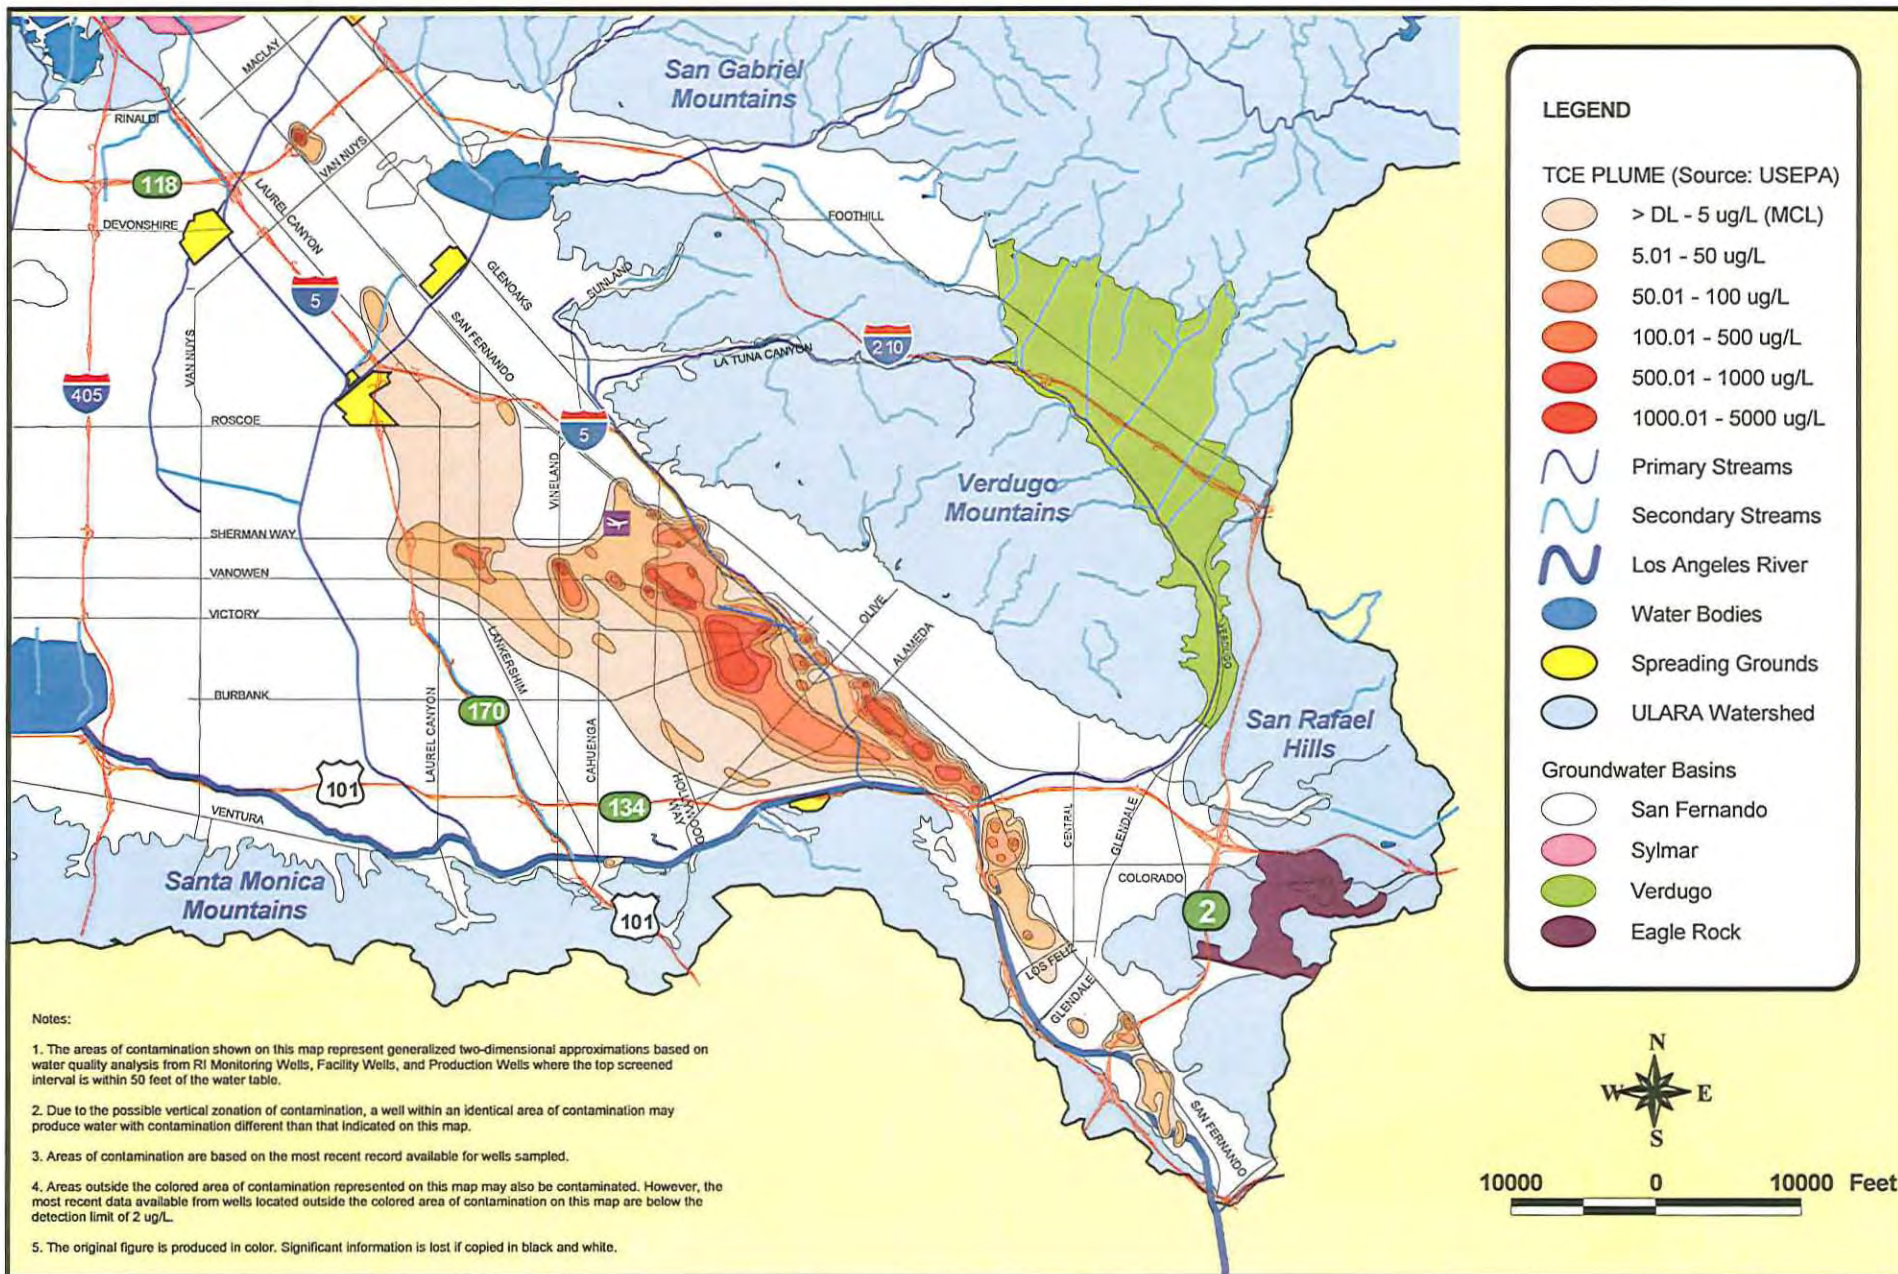 MACLAY
RINALDI
VAN NUYS
118
DEVONSHIRE
LAUREL CANYON
5
GLENOAKS
SUNLAND
FOOTHILL
San Gabriel
Mountains
SAN FERNANDO
VAN NUYS
405
ROSCOE
5
VINELAND
LA TUNA CANYON
210
Verdugo
Mountains
SHERMAN WAY
VANOWEN
VICTORY
LANKERSHIM
BURBANK
LAUREL CANYON
170
CAHUENGA
HOLLYWOOD
WAY
OLIVE
ALAMEDA
VERDUGO
San Rafael
Hills
101
134
VENTURA
Santa Monica
Mountains
101
CENTRAL
GLENDALE
COLORADO
2
LOS FELIZ
GLENDALE
SAN FERNANDO
LEGEND
TCE PLUME (Source: USEPA)
> DL - 5 ug/L (MCL)
5.01 - 50 ug/L
50.01 - 100 ug/L
100.01 - 500 ug/L
500.01 - 1000 ug/L
1000.01 - 5000 ug/L
Primary Streams
Secondary Streams
Los Angeles River
Water Bodies
Spreading Grounds
ULARA Watershed
Groundwater Basins
San Fernando
Sylmar
Verdugo
Eagle Rock
N
W E
S
10000 0 10000 Feet
Notes:
1. The areas of contamination shown on this map represent generalized two-dimensional approximations based on
water quality analysis from RI Monitoring Wells, Facility Wells, and Production Wells where the top screened
interval is within 50 feet of the water table.
2. Due to the possible vertical zonation of contamination, a well within an identical area of contamination may
produce water with contamination different than that indicated on this map.
3. Areas of contamination are based on the most recent record available for wells sampled.
4. Areas outside the colored area of contamination represented on this map may also be contaminated. However, the
most recent data available from wells located outside the colored area of contamination on this map are below the
detection limit of 2 ug/L.
5. The original figure is produced in color. Significant information is lost if copied in black and white.